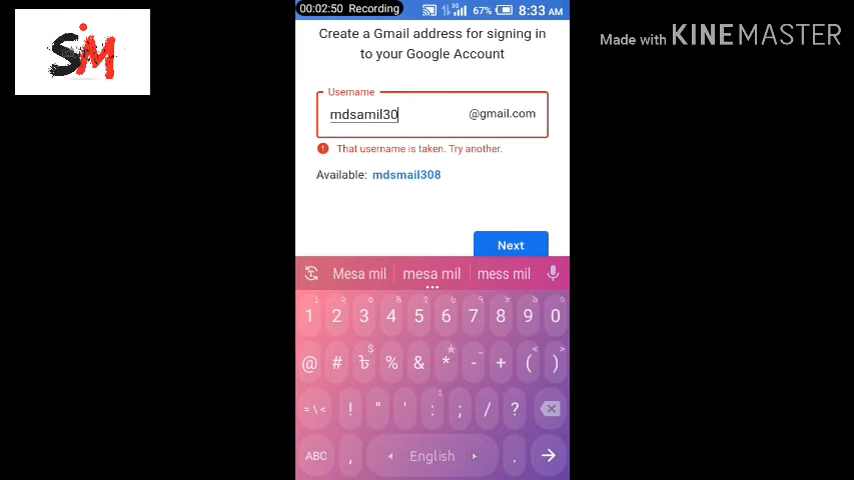 00:02:50 Recording
67% 8:33 AM
SiM
Made with KINEMASTER
Create a Gmail address for signing in
to your Google Account
Username
mdsamil30 @gmail.com
That username is taken. Try another.
Available: mdsmail308
Next
Mesa mil mesa mil mess mil
1 2 3 4 5 6 7 8 9 0
@ # ৳ % & * - + ( )
=\< ! " ' : ; / ?
ABC , English .